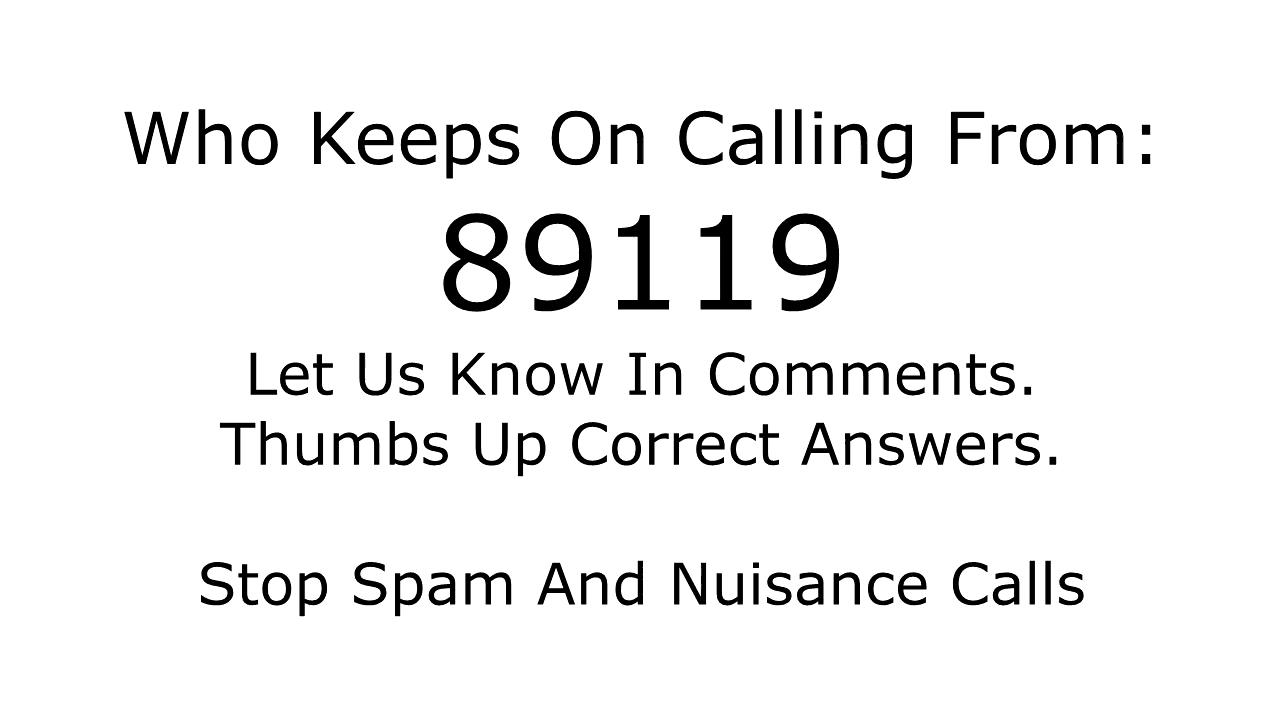 Who Keeps On Calling From:
89119
Let Us Know In Comments.
Thumbs Up Correct Answers.
Stop Spam And Nuisance Calls